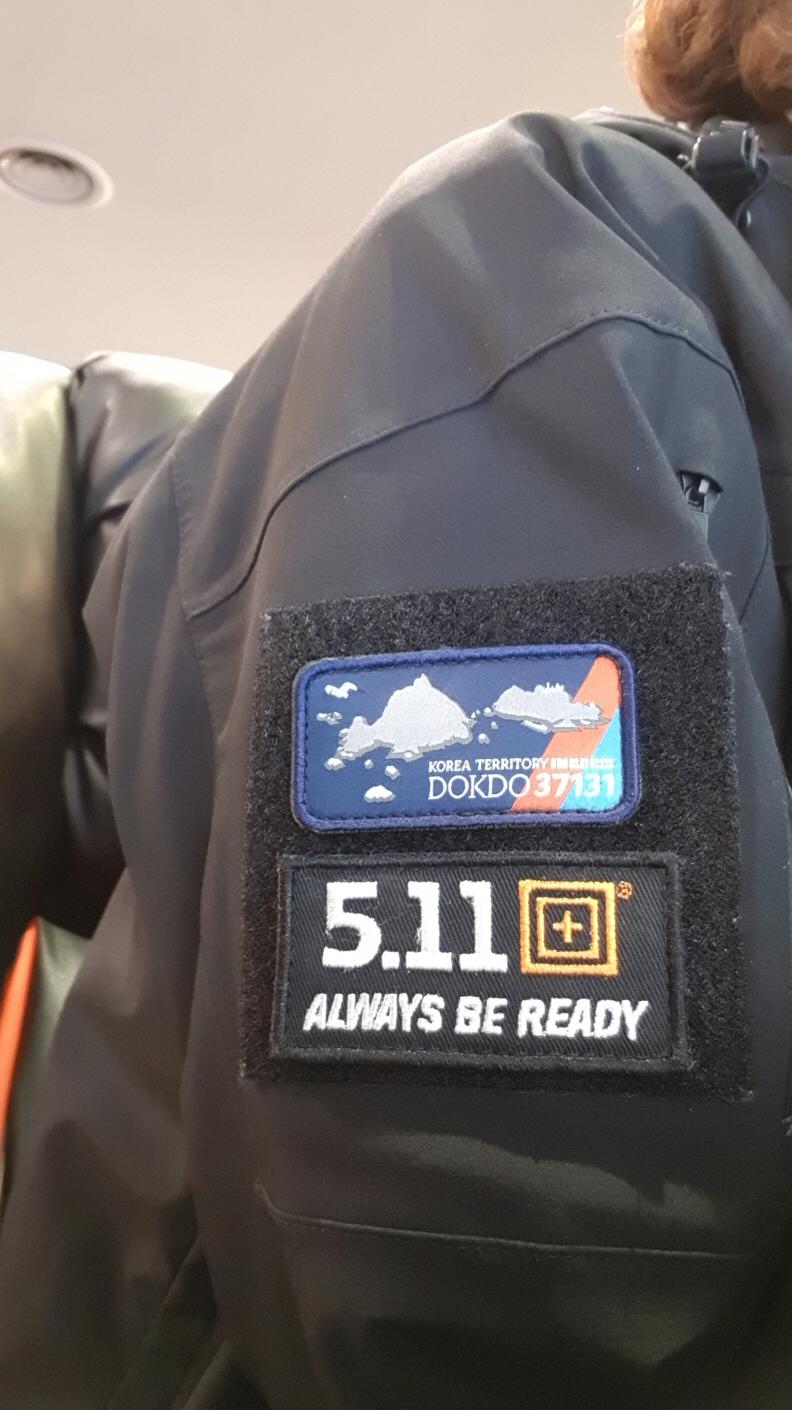 KOREA TERRITORY
DOKDO 37131
5.11®
ALWAYS BE READY